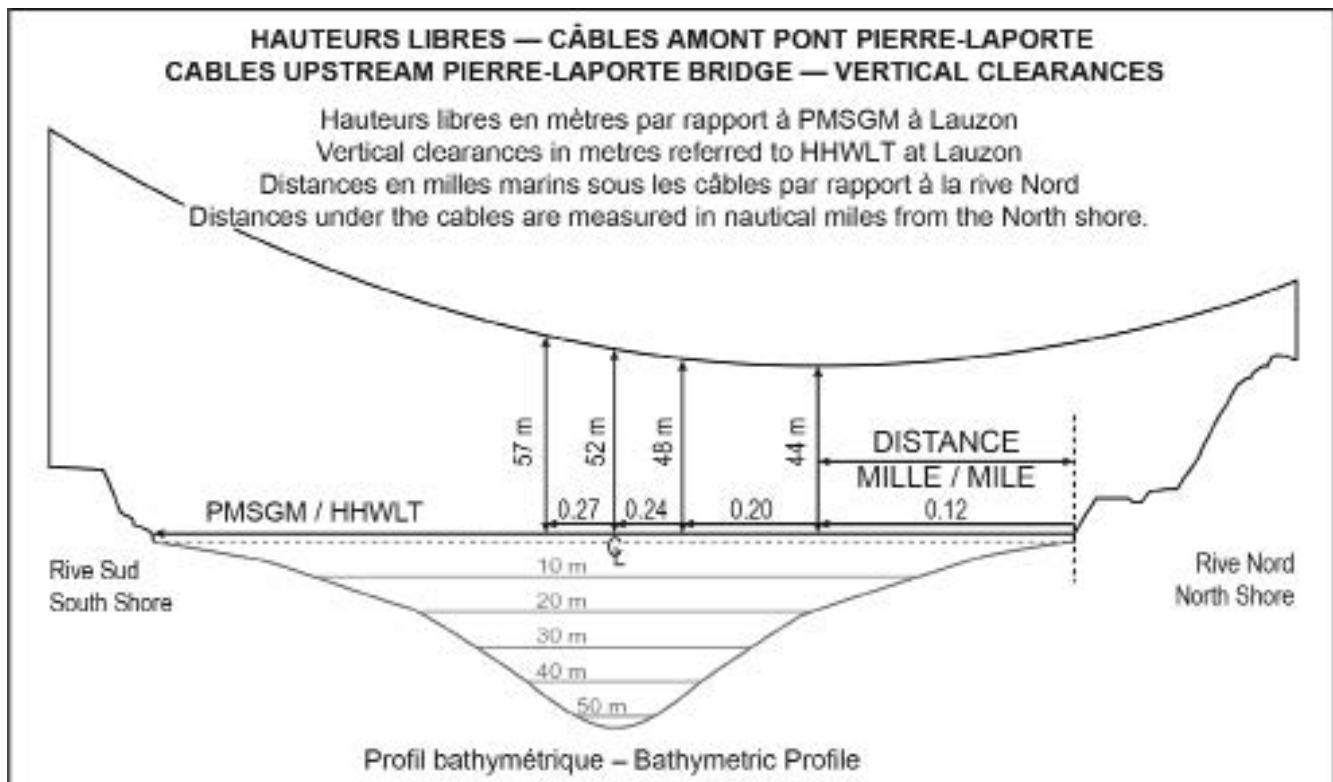 HAUTEURS LIBRES — CÂBLES AMONT PONT PIERRE-LAPORTE
CABLES UPSTREAM PIERRE-LAPORTE BRIDGE — VERTICAL CLEARANCES
Hauteurs libres en mètres par rapport à PMSGM à Lauzon
Vertical clearances in metres referred to HHWLT at Lauzon
Distances en milles marins sous les câbles par rapport à la rive Nord
Distances under the cables are measured in nautical miles from the North shore.
57 m
52 m
48 m
44 m
DISTANCE
MILLE / MILE
PMSGM / HHWLT
0.27
0.24
0.20
0.12
℄
Rive Sud
South Shore
Rive Nord
North Shore
10 m
20 m
30 m
40 m
50 m
Profil bathymétrique – Bathymetric Profile